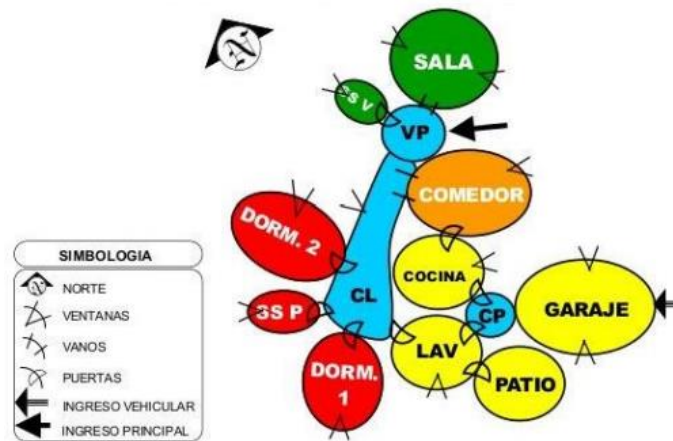 N
SALA
SS V
VP
COMEDOR
DORM. 2
COCINA
CL
SS P
CP
GARAJE
LAV
DORM.
1
PATIO
SIMBOLOGIA
N
NORTE
VENTANAS
VANOS
PUERTAS
INGRESO VEHICULAR
INGRESO PRINCIPAL